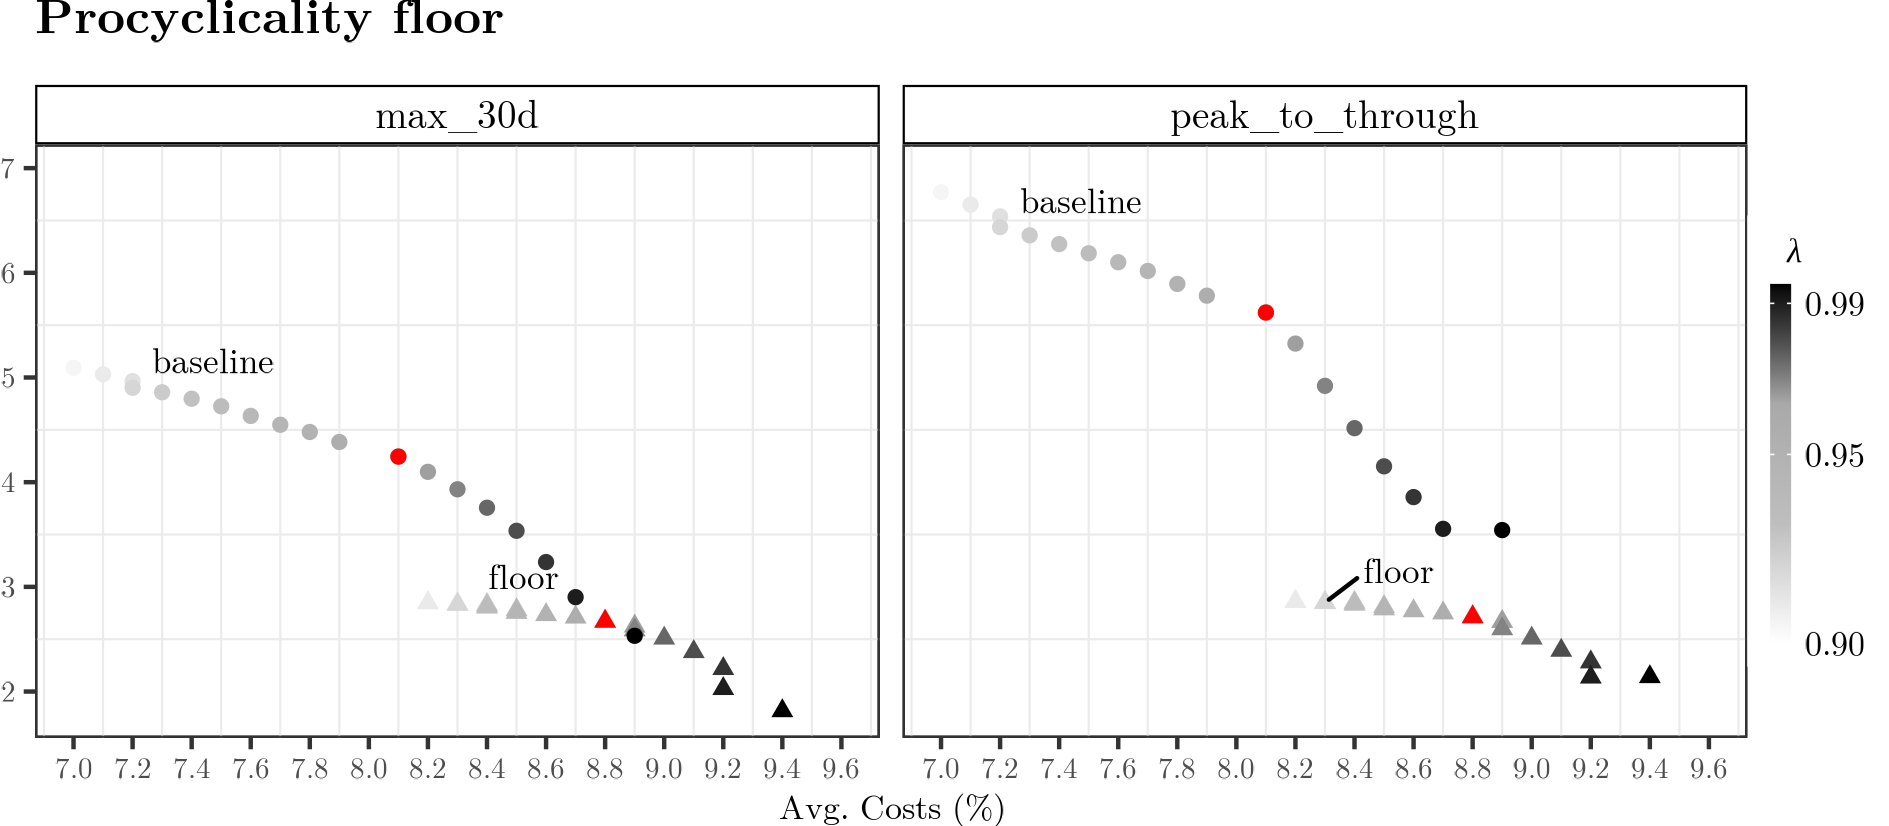 Procyclicality floor
max_30d
peak_to_through
7
6
5
4
3
2
baseline
floor
baseline
floor
λ
0.99
0.95
0.90
7.0 7.2 7.4 7.6 7.8 8.0 8.2 8.4 8.6 8.8 9.0 9.2 9.4 9.6
7.0 7.2 7.4 7.6 7.8 8.0 8.2 8.4 8.6 8.8 9.0 9.2 9.4 9.6
Avg. Costs (%)